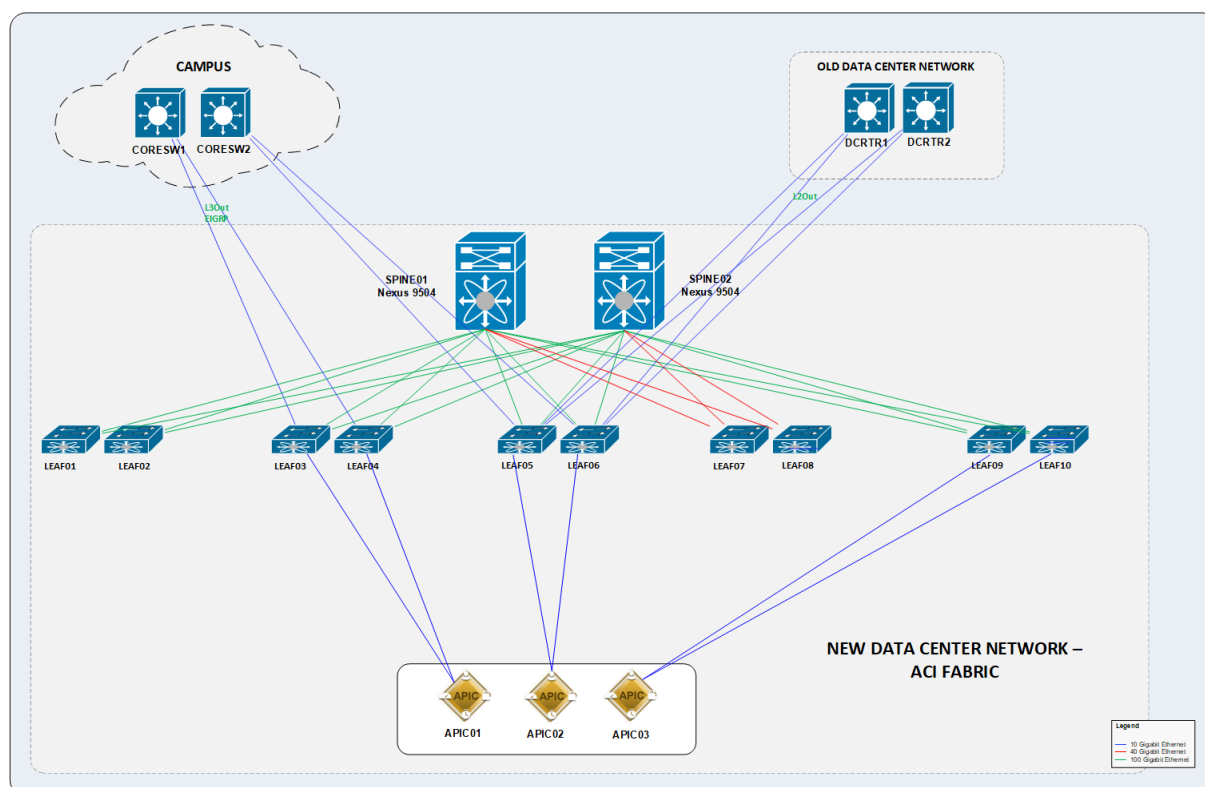 CAMPUS
OLD DATA CENTER NETWORK
CORESW1
CORESW2
DCRTR1
DCRTR2
L3Out
EIGRP
L2Out
SPINE01
Nexus 9504
SPINE02
Nexus 9504
LEAF01
LEAF02
LEAF03
LEAF04
LEAF05
LEAF06
LEAF07
LEAF08
LEAF09
LEAF10
NEW DATA CENTER NETWORK –
ACI FABRIC
APIC
APIC
APIC
APIC01
APIC02
APIC03
Legend
10 Gigabit Ethernet
40 Gigabit Ethernet
100 Gigabit Ethernet